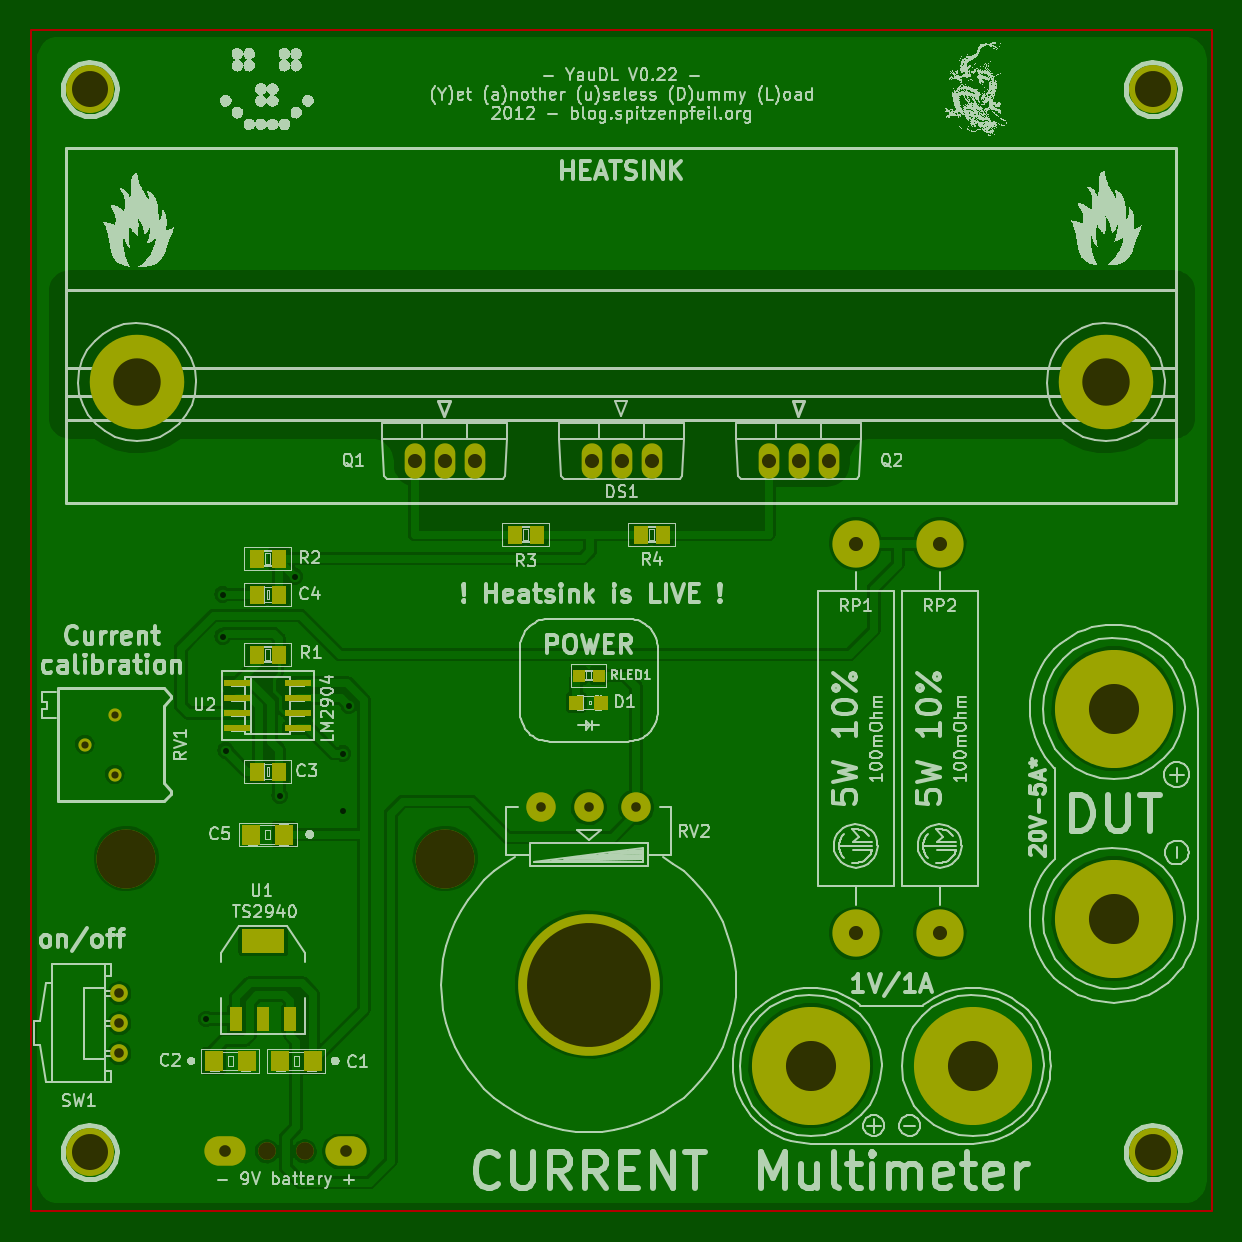 - YauDL V0.22 -
(Y)et (a)nother (u)seless (D)ummy (L)oad
2012 - blog.spitzenpfeil.org
HEATSINK
Q1
DS1
Q2
R3
R4
R2
C4
! Heatsink is LIVE !
RP1
RP2
Current
calibration
R1
POWER
RLED1
D1
U2
LM2904
RV1
C3
5W 10%
100mOhm
5W 10%
100mOhm
20V-5A*
+
DUT
-
C5
RV2
U1
TS2940
on/off
1V/1A
C2
C1
SW1
+
-
- 9V battery +
CURRENT
Multimeter